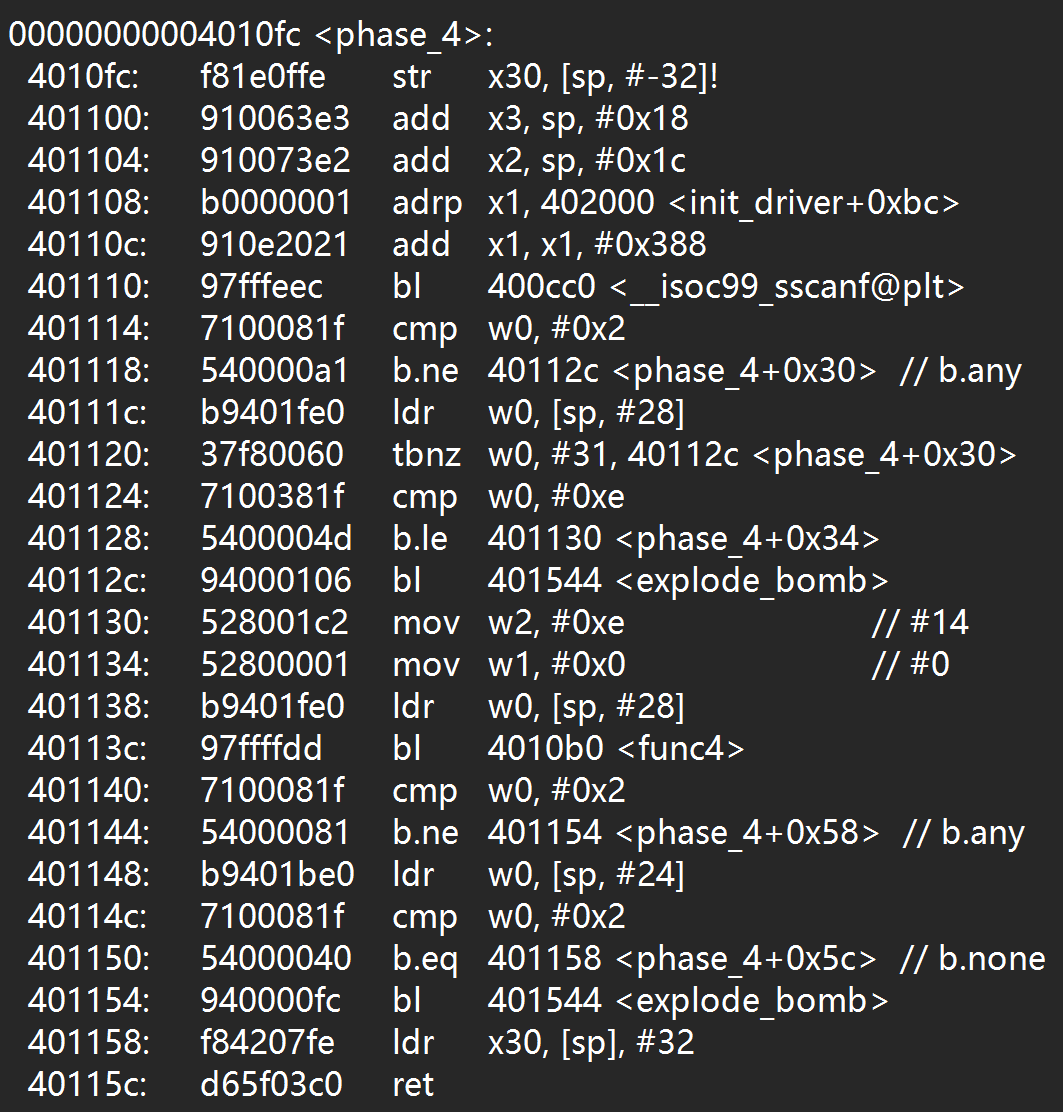 00000000004010fc <phase_4>:
4010fc: f81e0ffe str x30, [sp, #-32]!
401100: 910063e3 add x3, sp, #0x18
401104: 910073e2 add x2, sp, #0x1c
401108: b0000001 adrp x1, 402000 <init_driver+0xbc>
40110c: 910e2021 add x1, x1, #0x388
401110: 97fffeec bl 400cc0 <__isoc99_sscanf@plt>
401114: 7100081f cmp w0, #0x2
401118: 540000a1 b.ne 40112c <phase_4+0x30> // b.any
40111c: b9401fe0 ldr w0, [sp, #28]
401120: 37f80060 tbnz w0, #31, 40112c <phase_4+0x30>
401124: 7100381f cmp w0, #0xe
401128: 5400004d b.le 401130 <phase_4+0x34>
40112c: 94000106 bl 401544 <explode_bomb>
401130: 528001c2 mov w2, #0xe // #14
401134: 52800001 mov w1, #0x0 // #0
401138: b9401fe0 ldr w0, [sp, #28]
40113c: 97ffffdd bl 4010b0 <func4>
401140: 7100081f cmp w0, #0x2
401144: 54000081 b.ne 401154 <phase_4+0x58> // b.any
401148: b9401be0 ldr w0, [sp, #24]
40114c: 7100081f cmp w0, #0x2
401150: 54000040 b.eq 401158 <phase_4+0x5c> // b.none
401154: 940000fc bl 401544 <explode_bomb>
401158: f84207fe ldr x30, [sp], #32
40115c: d65f03c0 ret